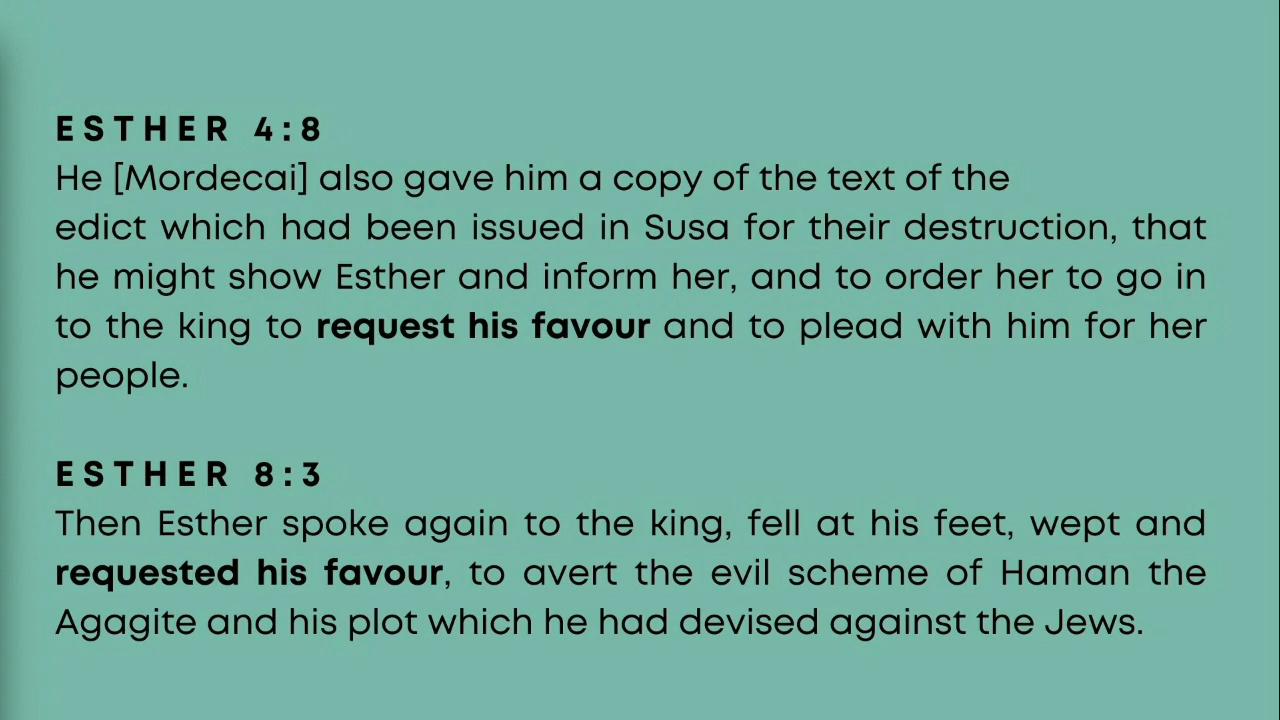 ESTHER 4:8
He [Mordecai] also gave him a copy of the text of the
edict which had been issued in Susa for their destruction, that
he might show Esther and inform her, and to order her to go in
to the king to request his favour and to plead with him for her
people.
ESTHER 8:3
Then Esther spoke again to the king, fell at his feet, wept and
requested his favour, to avert the evil scheme of Haman the
Agagite and his plot which he had devised against the Jews.